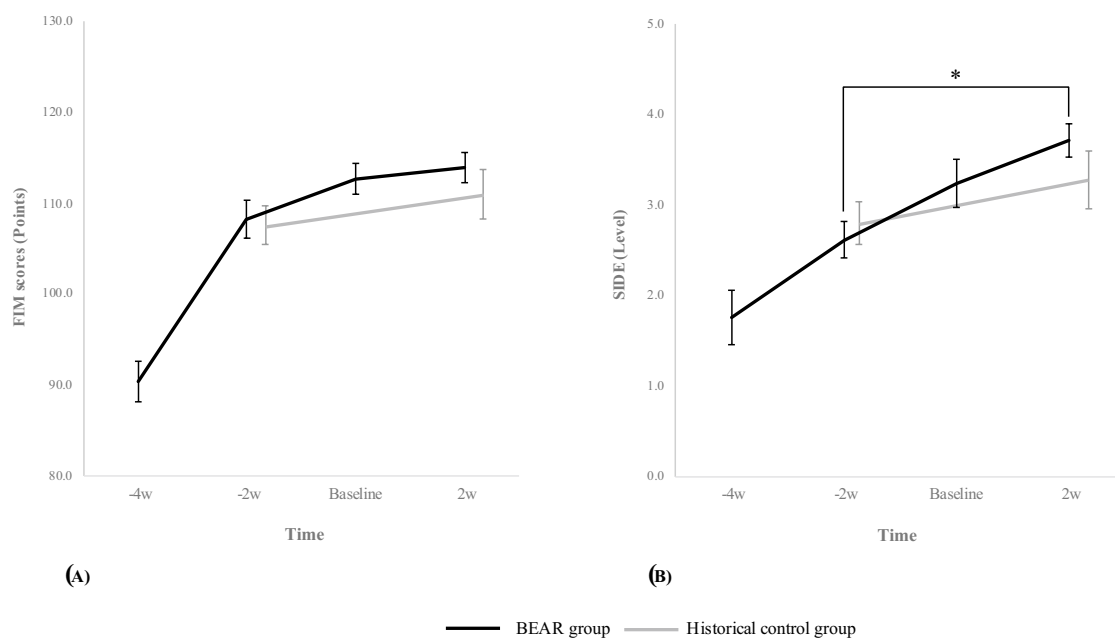 130.0
120.0
110.0
100.0
90.0
80.0
FIM scores (Points)
-4w -2w Baseline 2w
Time
(A)
5.0
4.0
3.0
2.0
1.0
0.0
SIDE (Level)
*
-4w -2w Baseline 2w
Time
(B)
BEAR group Historical control group